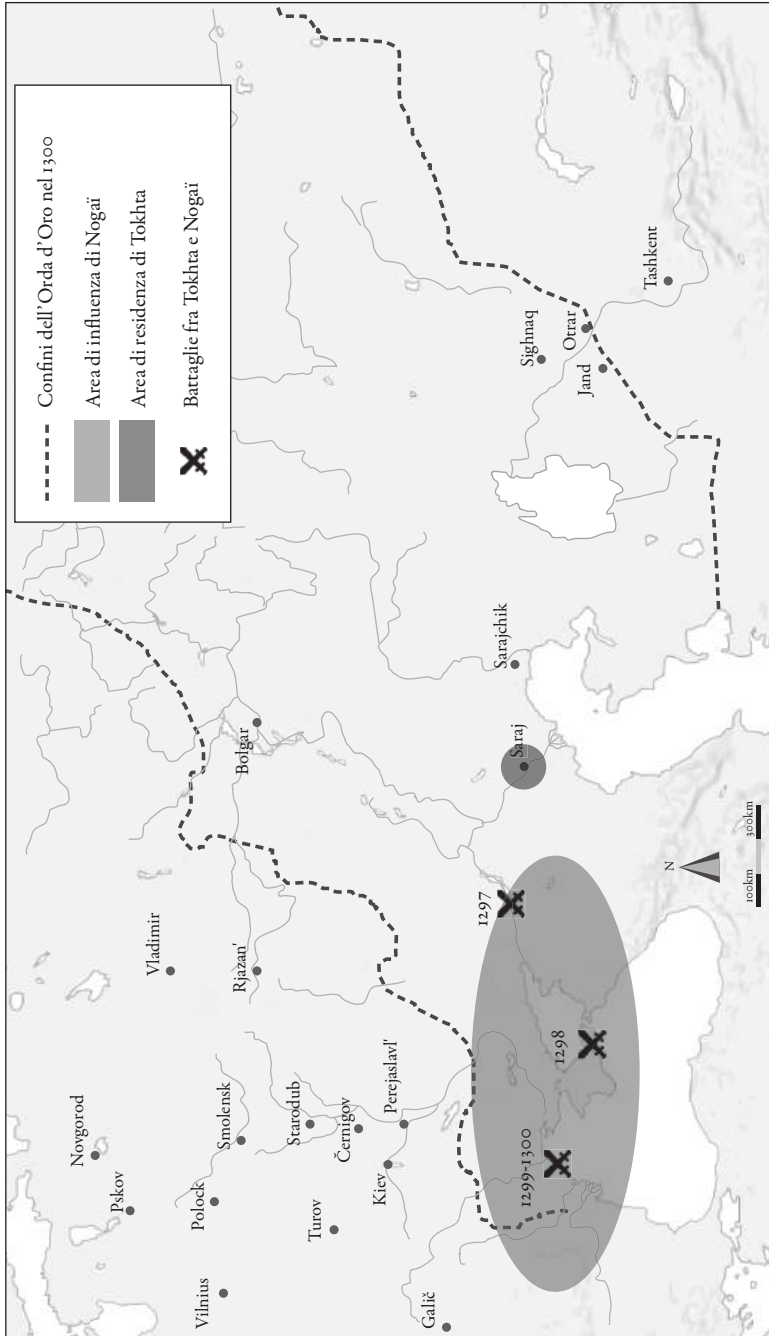 Confini dell'Orda d'Oro nel 1300
Area di influenza di Nogaï
Area di residenza di Tokhta
Battaglie fra Tokhta e Nogaï
Novgorod
Pskov
Vladimir
Polock
Smolensk
Vilnius
Rjazan'
Bolgar
Starodub
Turov
Černigov
Perejaslavl'
Kiev
Galič
1297
Saraj
Sarajchik
Sighnaq
Otrar
Jand
Tashkent
1299-1300
1298
N
100km
300km